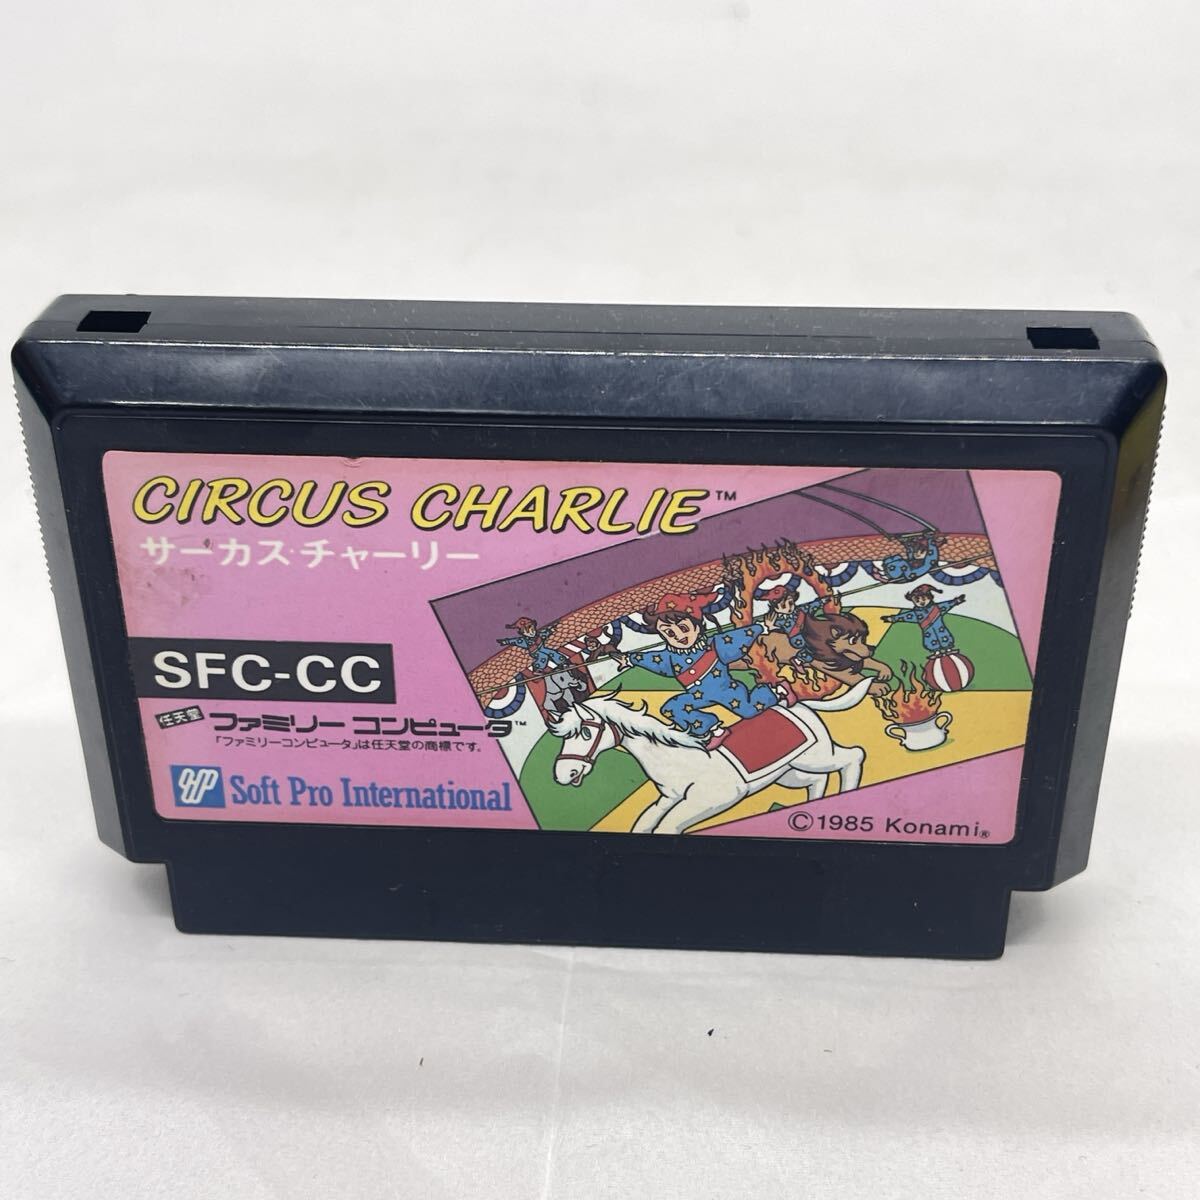 CIRCUS CHARLIE™
サーカス・チャーリー
SFC-CC
任天堂 ファミリーコンピュータ™
「ファミリーコンピュータ」は任天堂の商標です。
SP Soft Pro International
©1985 Konami®